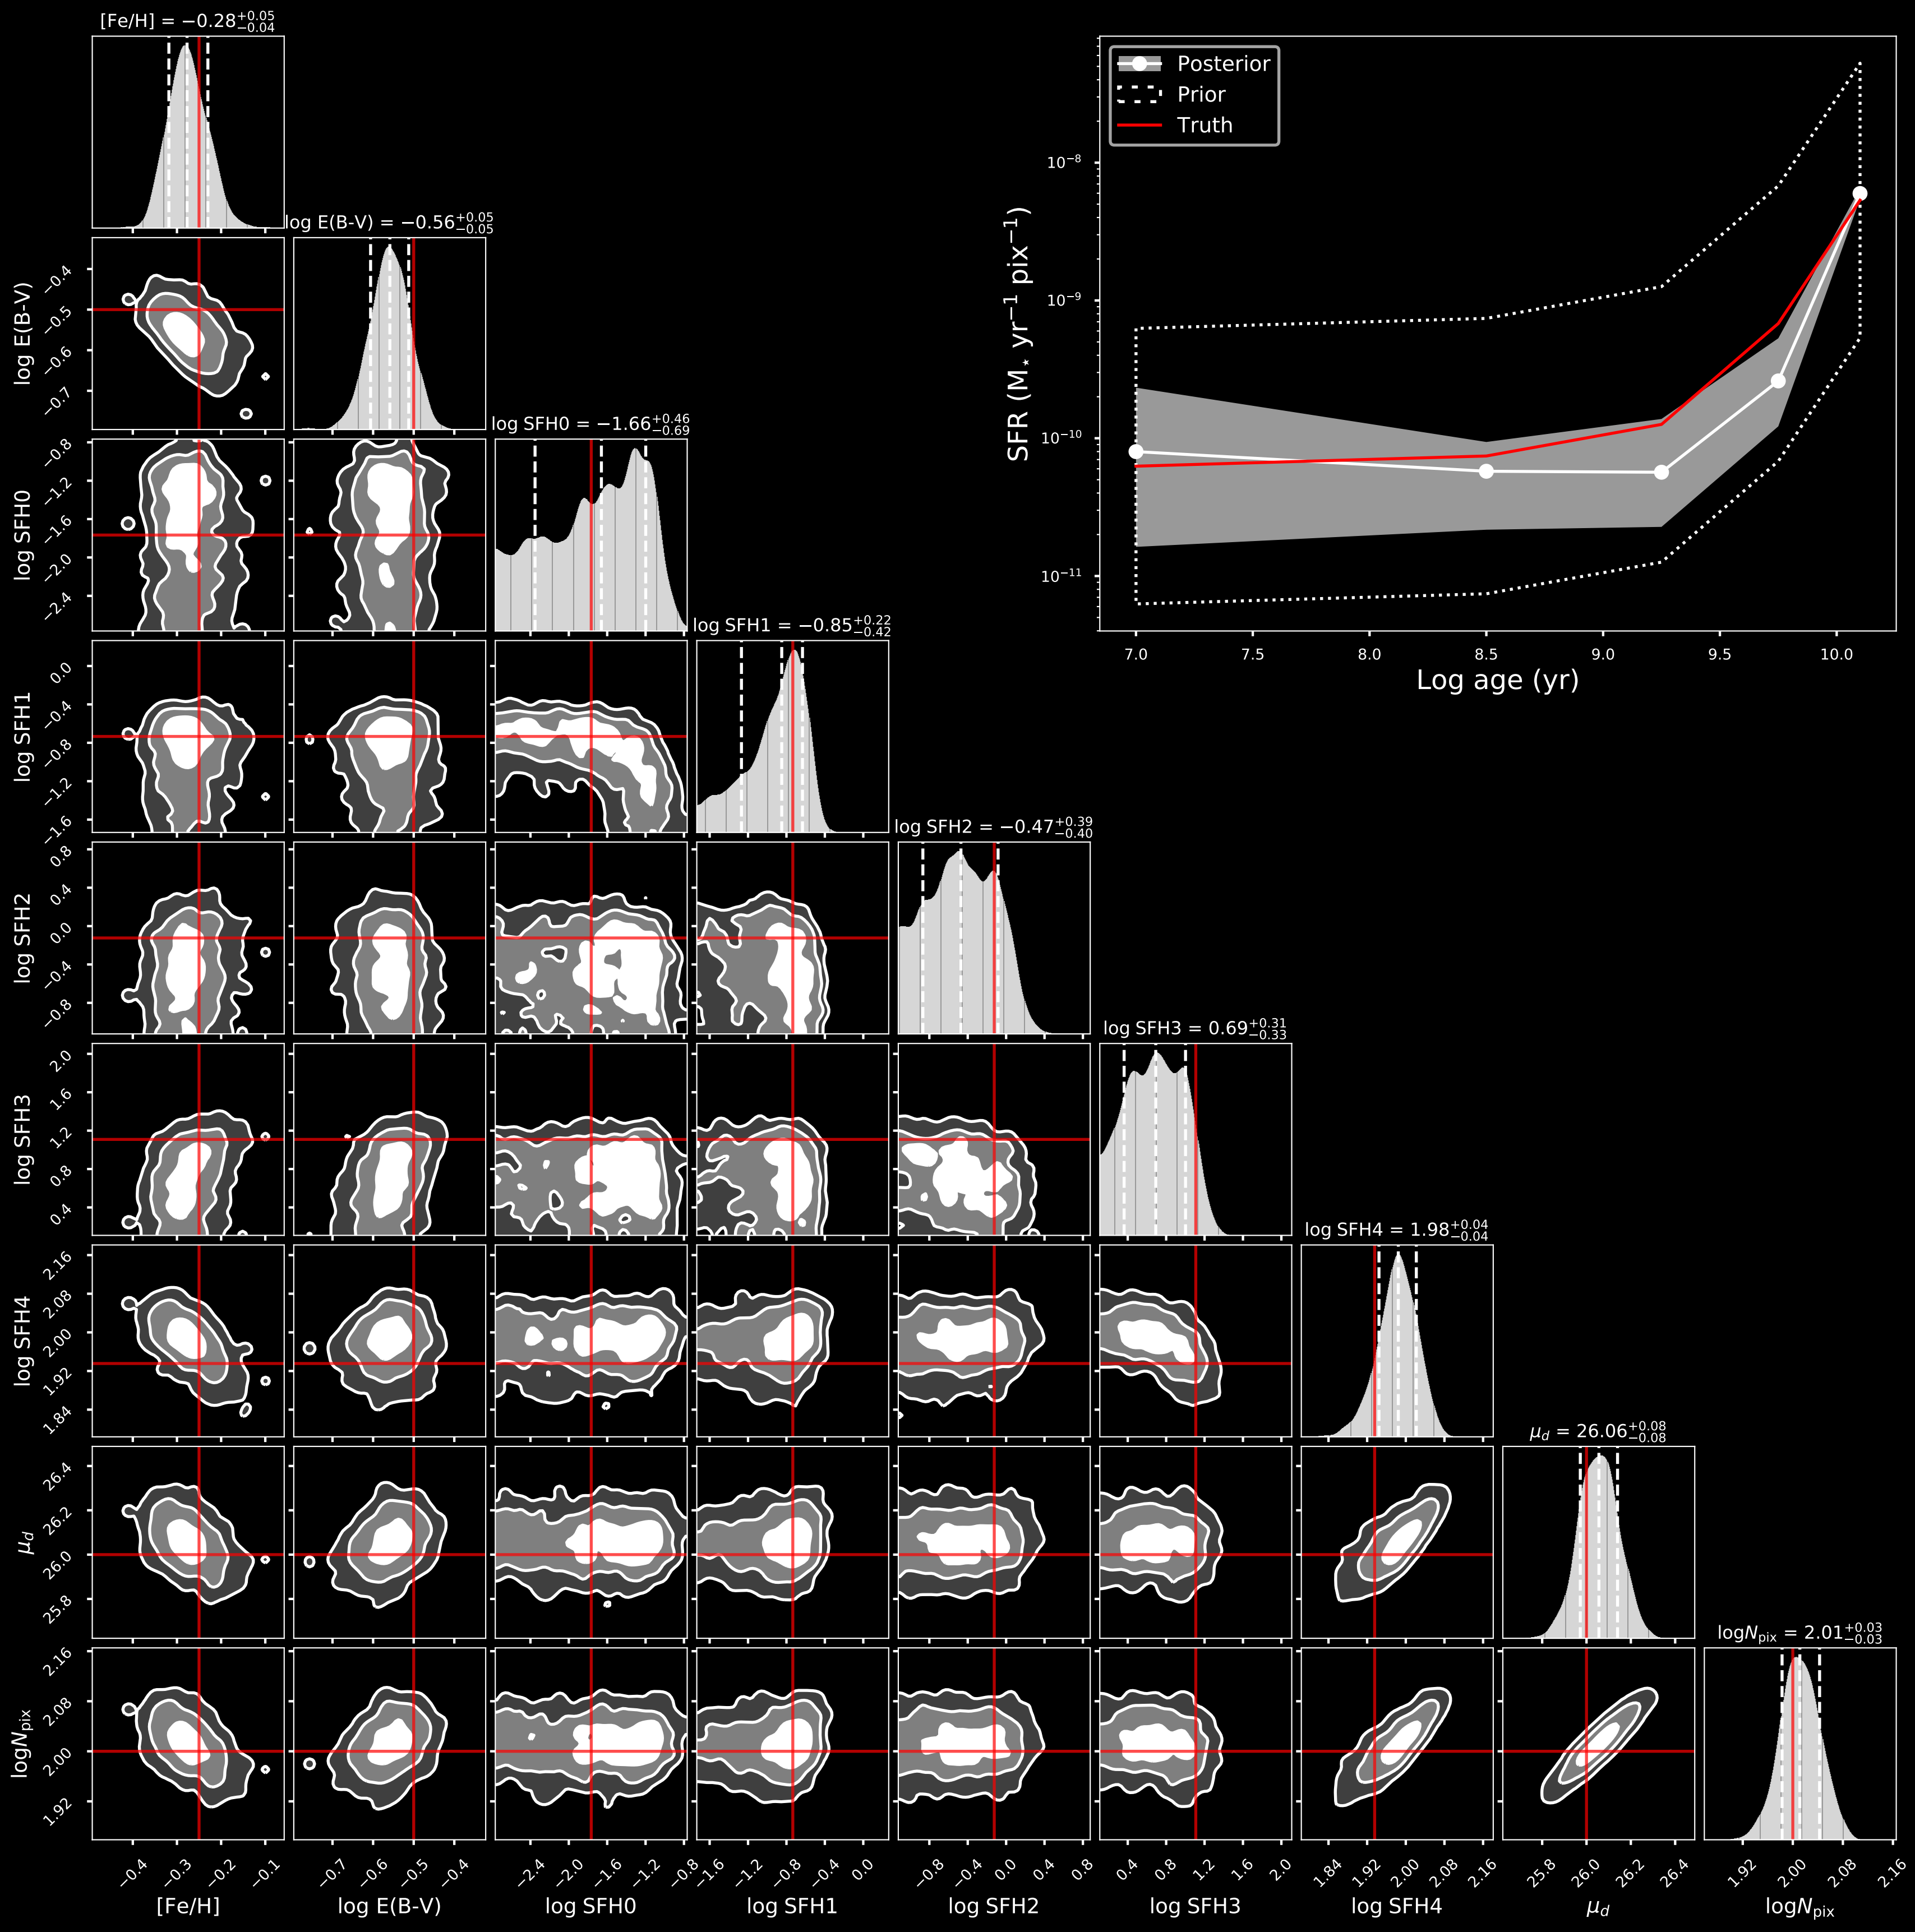 [Fe/H] = −0.28 +0.05 −0.04
Posterior
Prior
Truth
10−8
10−9
10−10
10−11
SFR (M⋆ yr−1 pix−1)
7.0 7.5 8.0 8.5 9.0 9.5 10.0
Log age (yr)
log E(B-V) = −0.56 +0.05 −0.05
log E(B-V)
−0.4
−0.5
−0.6
−0.7
log SFH0 = −1.66 +0.46 −0.69
log SFH0
−0.8
−1.2
−1.6
−2.0
−2.4
log SFH1 = −0.85 +0.22 −0.42
log SFH1
0.0
−0.4
−0.8
−1.2
−1.6
log SFH2 = −0.47 +0.39 −0.40
log SFH2
0.8
0.4
0.0
−0.4
−0.8
log SFH3 = 0.69 +0.31 −0.33
log SFH3
2.0
1.6
1.2
0.8
0.4
log SFH4 = 1.98 +0.04 −0.04
log SFH4
2.16
2.08
2.00
1.92
1.84
μd = 26.06 +0.08 −0.08
μd
26.4
26.2
26.0
25.8
logNpix = 2.01 +0.03 −0.03
logNpix
2.16
2.08
2.00
1.92
−0.4 −0.3 −0.2 −0.1 −0.7 −0.6 −0.5 −0.4 −2.4 −2.0 −1.6 −1.2 −0.8 −1.6 −1.2 −0.8 −0.4 0.0 −0.8 −0.4 0.0 0.4 0.8 0.4 0.8 1.2 1.6 2.0 1.84 1.92 2.00 2.08 2.16 25.8 26.0 26.2 26.4 1.92 2.00 2.08 2.16
[Fe/H] log E(B-V) log SFH0 log SFH1 log SFH2 log SFH3 log SFH4 μd logNpix